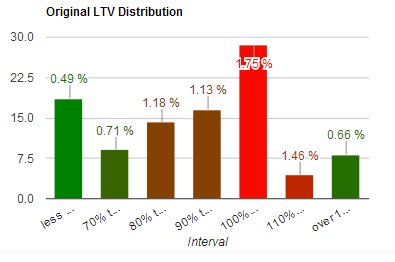 Original LTV Distribution
30.0
22.5
15.0
7.5
0.0
0.49 %
0.71 %
1.18 %
1.13 %
1.75 %
1.46 %
0.66 %
less ...
70% t...
80% t...
90% t...
100%...
110%...
over1...
Interval